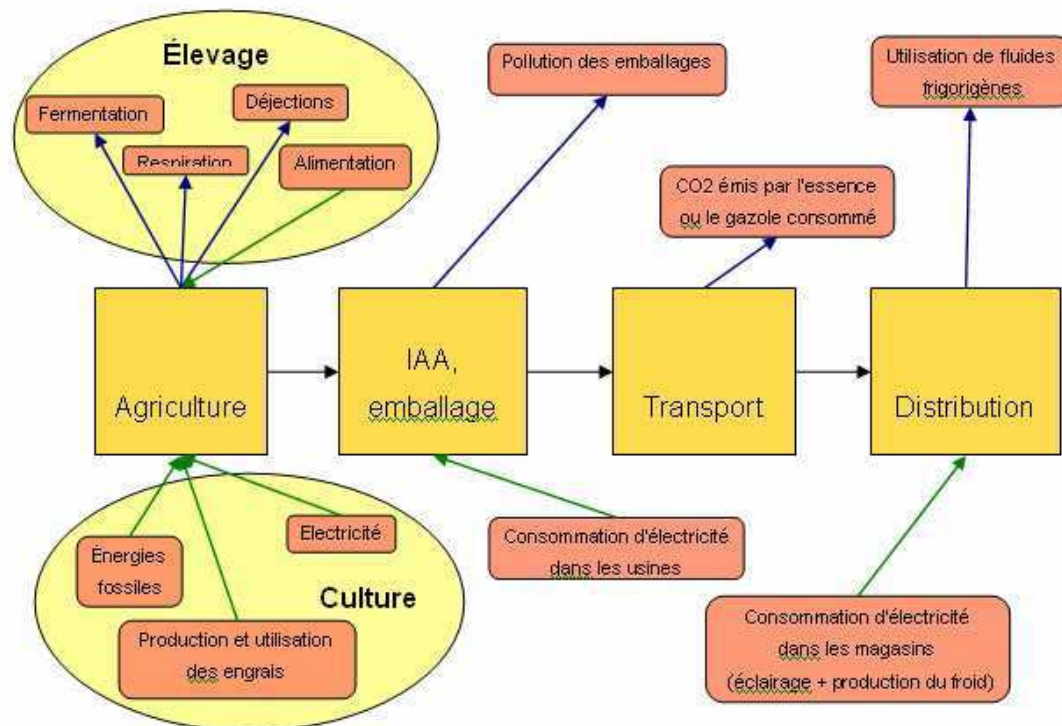 Élevage
Fermentation
Déjections
Respiration
Alimentation
Pollution des emballages
Utilisation de fluides
frigorigènes
CO2 émis par l'essence
ou le gazole consommé
Agriculture
IAA,
emballage
Transport
Distribution
Énergies
fossiles
Electricité
Culture
Production et utilisation
des engrais
Consommation d'électricité
dans les usines
Consommation d'électricité
dans les magasins
(éclairage + production du froid)